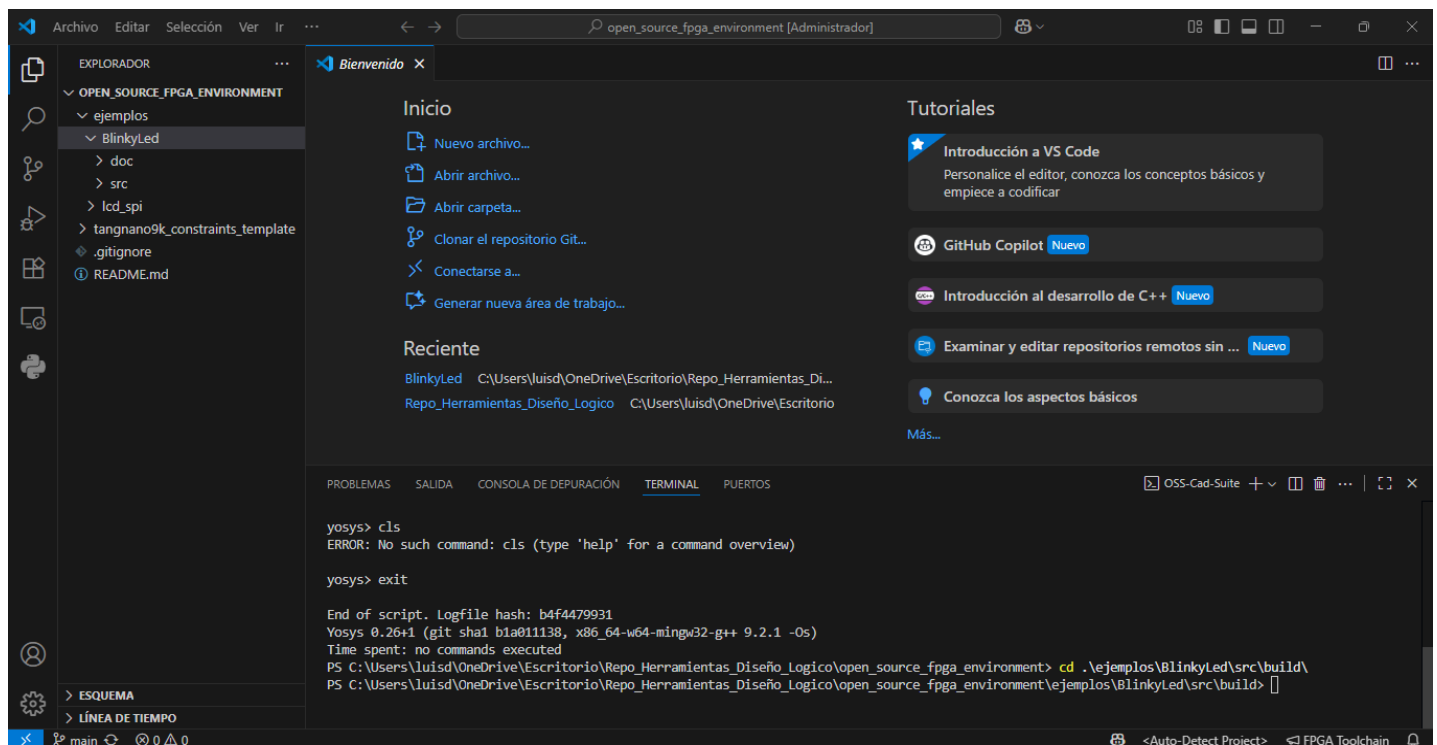 Archivo Editar Selección Ver Ir ···
open_source_fpga_environment [Administrador]
EXPLORADOR ···
Bienvenido
OPEN_SOURCE_FPGA_ENVIRONMENT
ejemplos
BlinkyLed
doc
src
lcd_spi
tangnano9k_constraints_template
.gitignore
README.md
ESQUEMA
LÍNEA DE TIEMPO
Inicio
Nuevo archivo...
Abrir archivo...
Abrir carpeta...
Clonar el repositorio Git...
Conectarse a...
Generar nueva área de trabajo...
Reciente
BlinkyLed C:\Users\luisd\OneDrive\Escritorio\Repo_Herramientas_Di...
Repo_Herramientas_Diseño_Logico C:\Users\luisd\OneDrive\Escritorio
Tutoriales
Introducción a VS Code
Personalice el editor, conozca los conceptos básicos y
empiece a codificar
GitHub Copilot Nuevo
Introducción al desarrollo de C++ Nuevo
Examinar y editar repositorios remotos sin ... Nuevo
Conozca los aspectos básicos
Más...
PROBLEMAS SALIDA CONSOLA DE DEPURACIÓN TERMINAL PUERTOS
OSS-Cad-Suite
yosys> cls
ERROR: No such command: cls (type 'help' for a command overview)
yosys> exit
End of script. Logfile hash: b4f4479931
Yosys 0.26+1 (git sha1 b1a011138, x86_64-w64-mingw32-g++ 9.2.1 -Os)
Time spent: no commands executed
PS C:\Users\luisd\OneDrive\Escritorio\Repo_Herramientas_Diseño_Logico\open_source_fpga_environment> cd .\ejemplos\BlinkyLed\src\build\
PS C:\Users\luisd\OneDrive\Escritorio\Repo_Herramientas_Diseño_Logico\open_source_fpga_environment\ejemplos\BlinkyLed\src\build>
main 0 0
<Auto-Detect Project> FPGA Toolchain